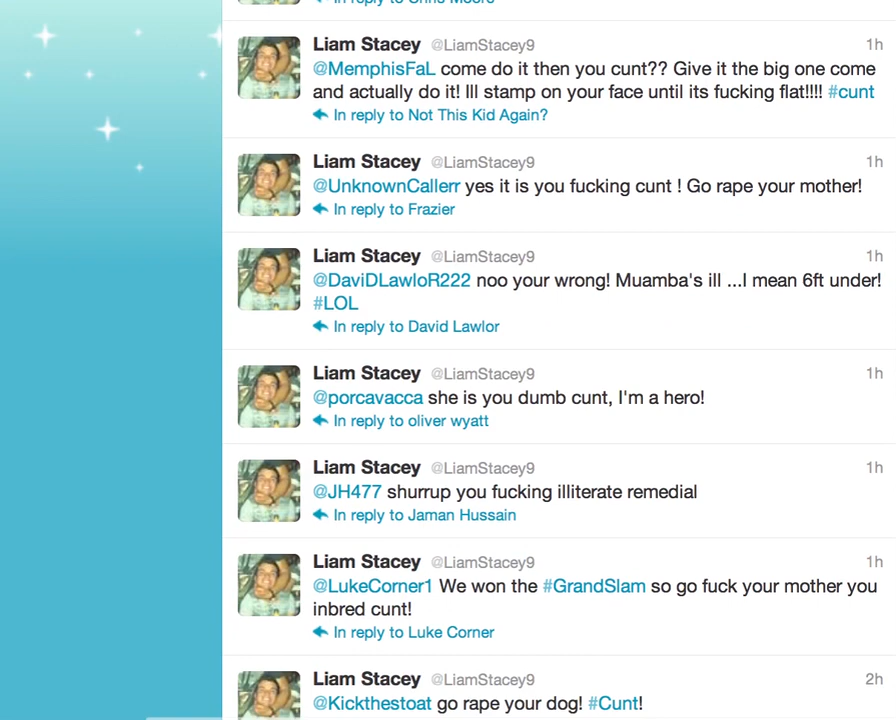 In reply to Chris Moore
Liam Stacey @LiamStacey9 1h
@MemphisFaL come do it then you cunt?? Give it the big one come
and actually do it! Ill stamp on your face until its fucking flat!!!! #cunt
In reply to Not This Kid Again?
Liam Stacey @LiamStacey9 1h
@UnknownCallerr yes it is you fucking cunt ! Go rape your mother!
In reply to Frazier
Liam Stacey @LiamStacey9 1h
@DaviDLawloR222 noo your wrong! Muamba's ill ...I mean 6ft under!
#LOL
In reply to David Lawlor
Liam Stacey @LiamStacey9 1h
@porcavacca she is you dumb cunt, I'm a hero!
In reply to oliver wyatt
Liam Stacey @LiamStacey9 1h
@JH477 shurrup you fucking illiterate remedial
In reply to Jaman Hussain
Liam Stacey @LiamStacey9 1h
@LukeCorner1 We won the #GrandSlam so go fuck your mother you
inbred cunt!
In reply to Luke Corner
Liam Stacey @LiamStacey9 2h
@Kickthestoat go rape your dog! #Cunt!